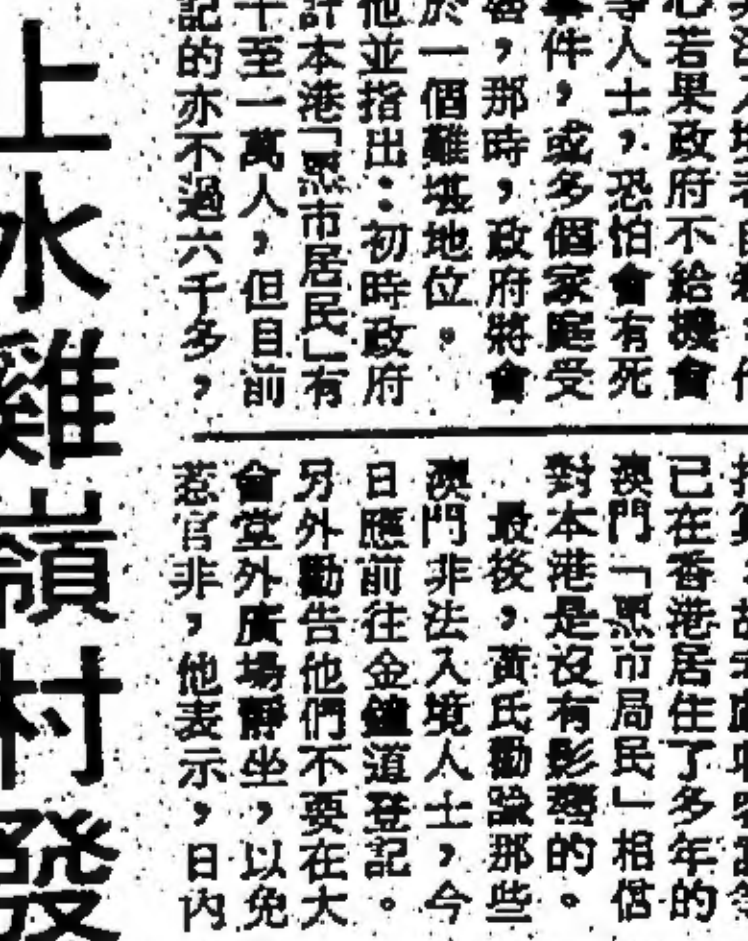 心若果政府不給機會
等人士，恐怕會有死
事件，或多個家庭受
響，那時，政府將會
於一個難堪地位。
他並指出：初時政府
計本港「黑市居民」有
十至一萬人，但目前
記的亦不過六千多，
已在香港居住了多年的
澳門「黑市局民」相信
對本港是沒有影響的。
最後，黃氏勸諭那些
澳門非法入境人士，今
日應前往金鐘道登記。
另外勸告他們不要在大
會堂外廣場靜坐，以免
惹官非，他表示，日內
上水雞嶺村發